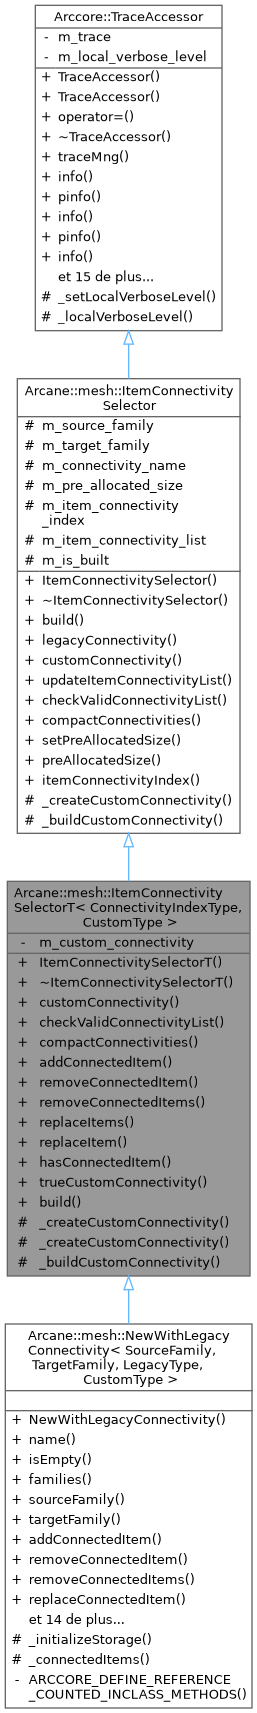 Arccore::TraceAccessor
- m_trace
- m_local_verbose_level
+ TraceAccessor()
+ TraceAccessor()
+ operator=()
+ ~TraceAccessor()
+ traceMng()
+ info()
+ pinfo()
+ info()
+ pinfo()
+ info()
et 15 de plus...
# _setLocalVerboseLevel()
# _localVerboseLevel()
Arcane::mesh::ItemConnectivity
Selector
# m_source_family
# m_target_family
# m_connectivity_name
# m_pre_allocated_size
# m_item_connectivity
_index
# m_item_connectivity_list
# m_is_built
+ ItemConnectivitySelector()
+ ~ItemConnectivitySelector()
+ build()
+ legacyConnectivity()
+ customConnectivity()
+ updateItemConnectivityList()
+ checkValidConnectivityList()
+ compactConnectivities()
+ setPreAllocatedSize()
+ preAllocatedSize()
+ itemConnectivityIndex()
# _createCustomConnectivity()
# _buildCustomConnectivity()
Arcane::mesh::ItemConnectivity
SelectorT< ConnectivityIndexType,
CustomType >
- m_custom_connectivity
+ ItemConnectivitySelectorT()
+ ~ItemConnectivitySelectorT()
+ customConnectivity()
+ checkValidConnectivityList()
+ compactConnectivities()
+ addConnectedItem()
+ removeConnectedItem()
+ removeConnectedItems()
+ replaceItems()
+ replaceItem()
+ hasConnectedItem()
+ trueCustomConnectivity()
+ build()
# _createCustomConnectivity()
# _createCustomConnectivity()
# _buildCustomConnectivity()
Arcane::mesh::NewWithLegacy
Connectivity< SourceFamily,
TargetFamily, LegacyType,
CustomType >
+ NewWithLegacyConnectivity()
+ name()
+ isEmpty()
+ families()
+ sourceFamily()
+ targetFamily()
+ addConnectedItem()
+ removeConnectedItem()
+ removeConnectedItems()
+ replaceConnectedItem()
et 14 de plus...
# _initializeStorage()
# _connectedItems()
- ARCCORE_DEFINE_REFERENCE
_COUNTED_INCLASS_METHODS()